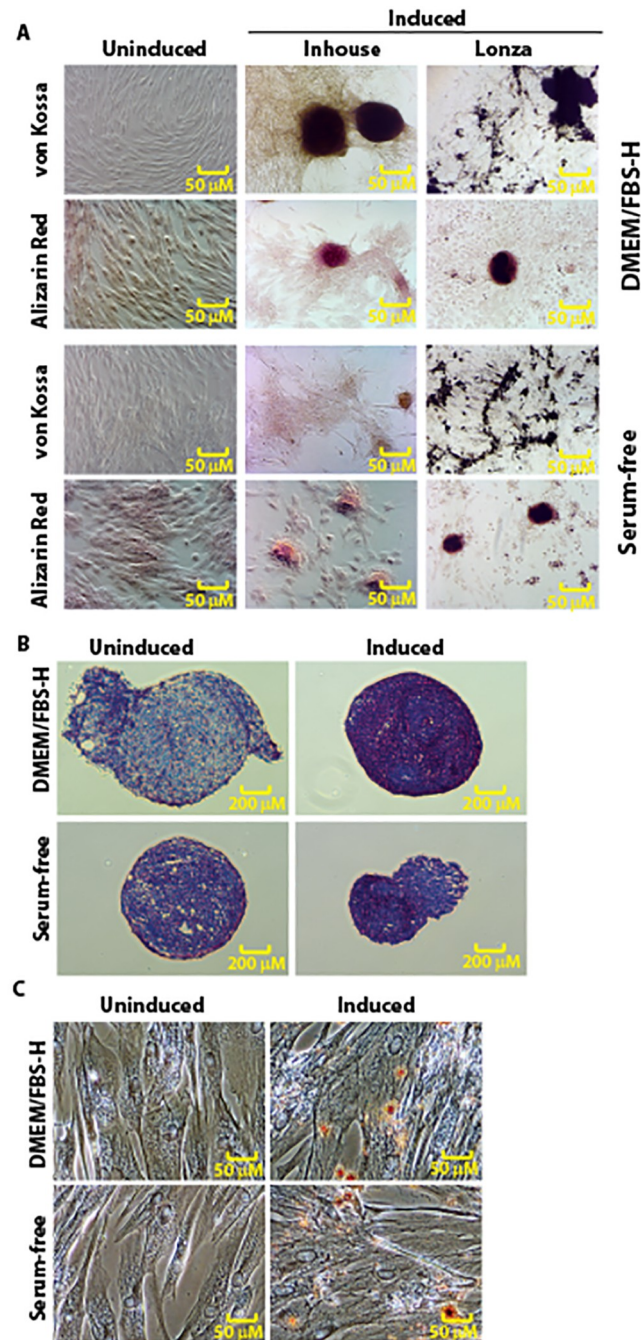 Induced
A
Uninduced
Inhouse
Lonza
von Kossa
50 µM
50 µM
50 µM
Alizarin Red
50 µM
50 µM
50 µM
DMEM/FBS-H
von Kossa
50 µM
50 µM
50 µM
Alizarin Red
50 µM
50 µM
50 µM
Serum-free
B
Uninduced
Induced
DMEM/FBS-H
200 µM
200 µM
Serum-free
200 µM
200 µM
C
Uninduced
Induced
DMEM/FBS-H
50 µM
50 µM
Serum-free
50 µM
50 µM